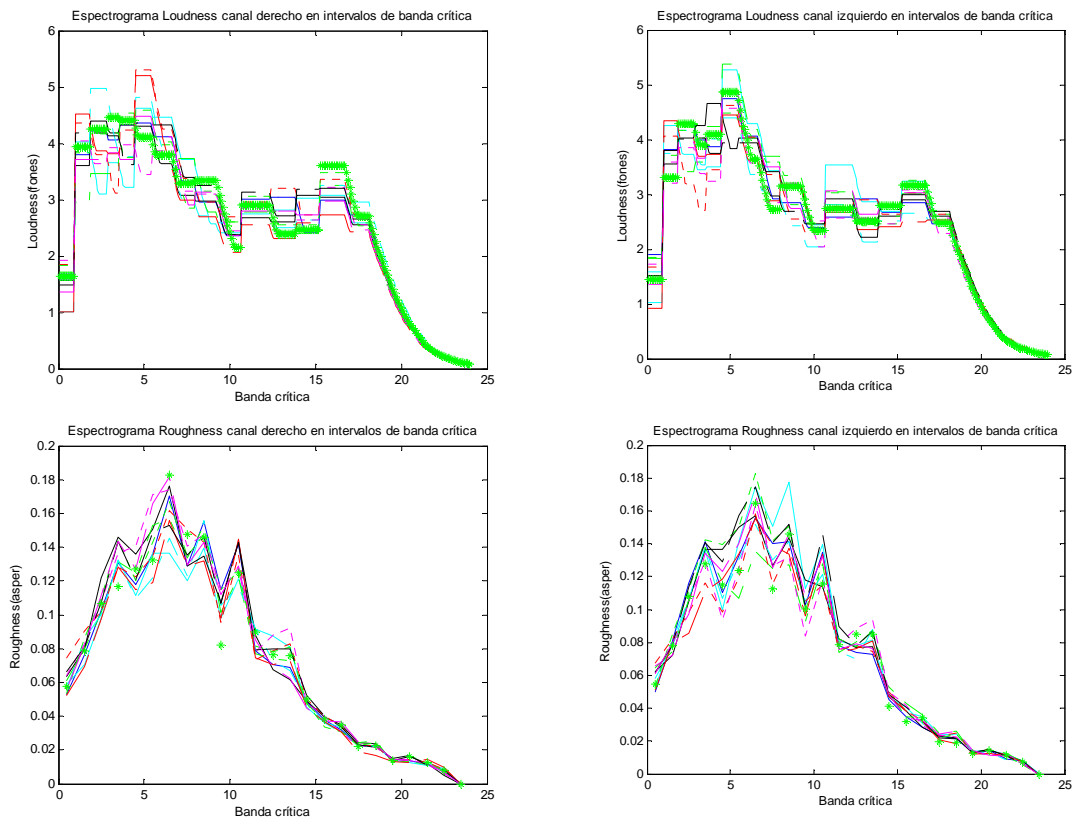 Espectrograma Loudness canal derecho en intervalos de banda crítica
6
5
4
3
2
1
0
Loudness(fones)
0 5 10 15 20 25
Banda crítica
Espectrograma Loudness canal izquierdo en intervalos de banda crítica
6
5
4
3
2
1
0
Loudness(fones)
0 5 10 15 20 25
Banda crítica
Espectrograma Roughness canal derecho en intervalos de banda crítica
0.2
0.18
0.16
0.14
0.12
0.1
0.08
0.06
0.04
0.02
0
Roughness(asper)
0 5 10 15 20 25
Banda crítica
Espectrograma Roughness canal izquierdo en intervalos de banda crítica
0.2
0.18
0.16
0.14
0.12
0.1
0.08
0.06
0.04
0.02
0
Roughness(asper)
0 5 10 15 20 25
Banda crítica